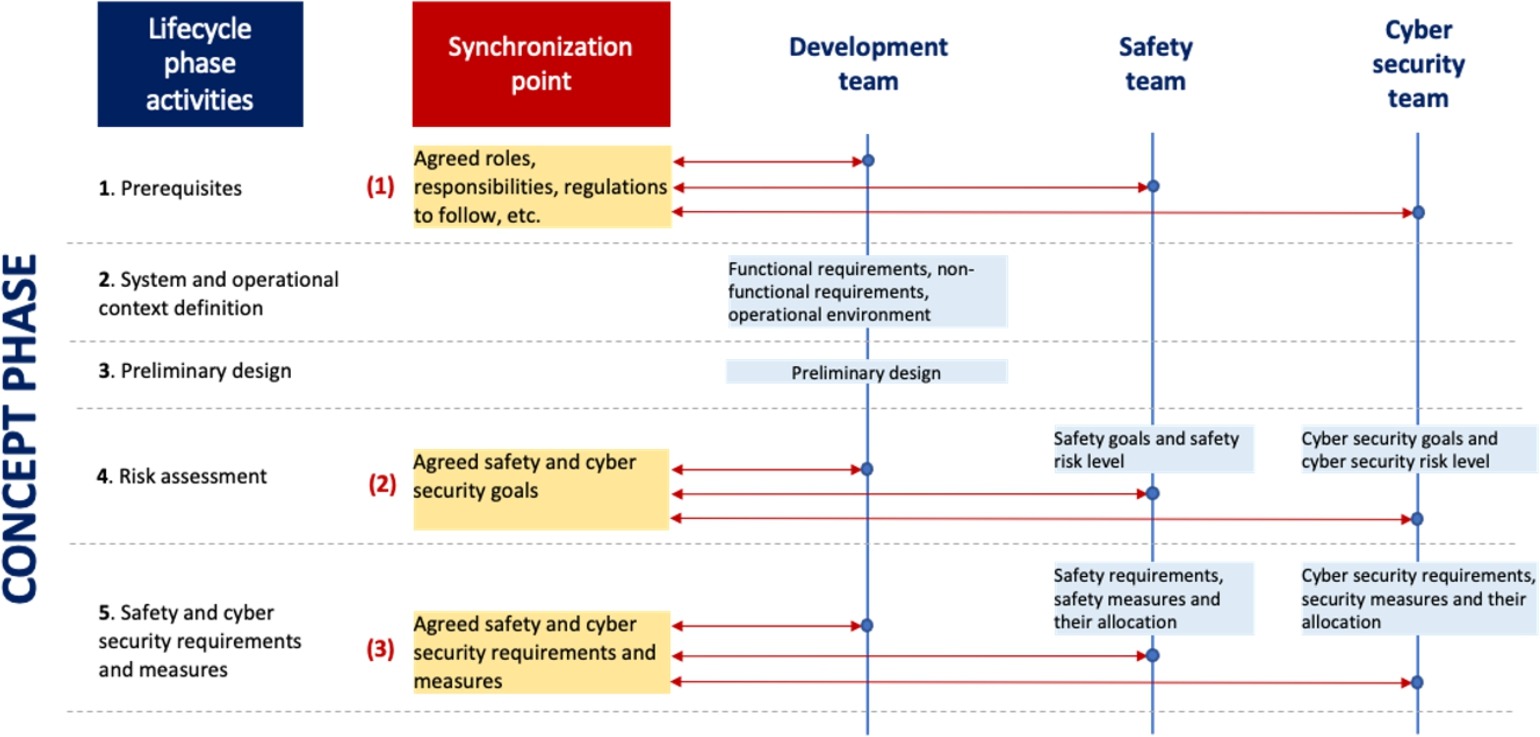 Lifecycle
phase
activities
Synchronization
point
Development
team
Safety
team
Cyber
security
team
CONCEPT PHASE
1. Prerequisites
(1)
Agreed roles,
responsibilities, regulations
to follow, etc.
2. System and operational
context definition
Functional requirements, non-
functional requirements,
operational environment
3. Preliminary design
Preliminary design
4. Risk assessment
(2)
Agreed safety and cyber
security goals
Safety goals and safety
risk level
Cyber security goals and
cyber security risk level
5. Safety and cyber
security requirements
and measures
(3)
Agreed safety and cyber
security requirements and
measures
Safety requirements,
safety measures and
their allocation
Cyber security requirements,
security measures and their
allocation